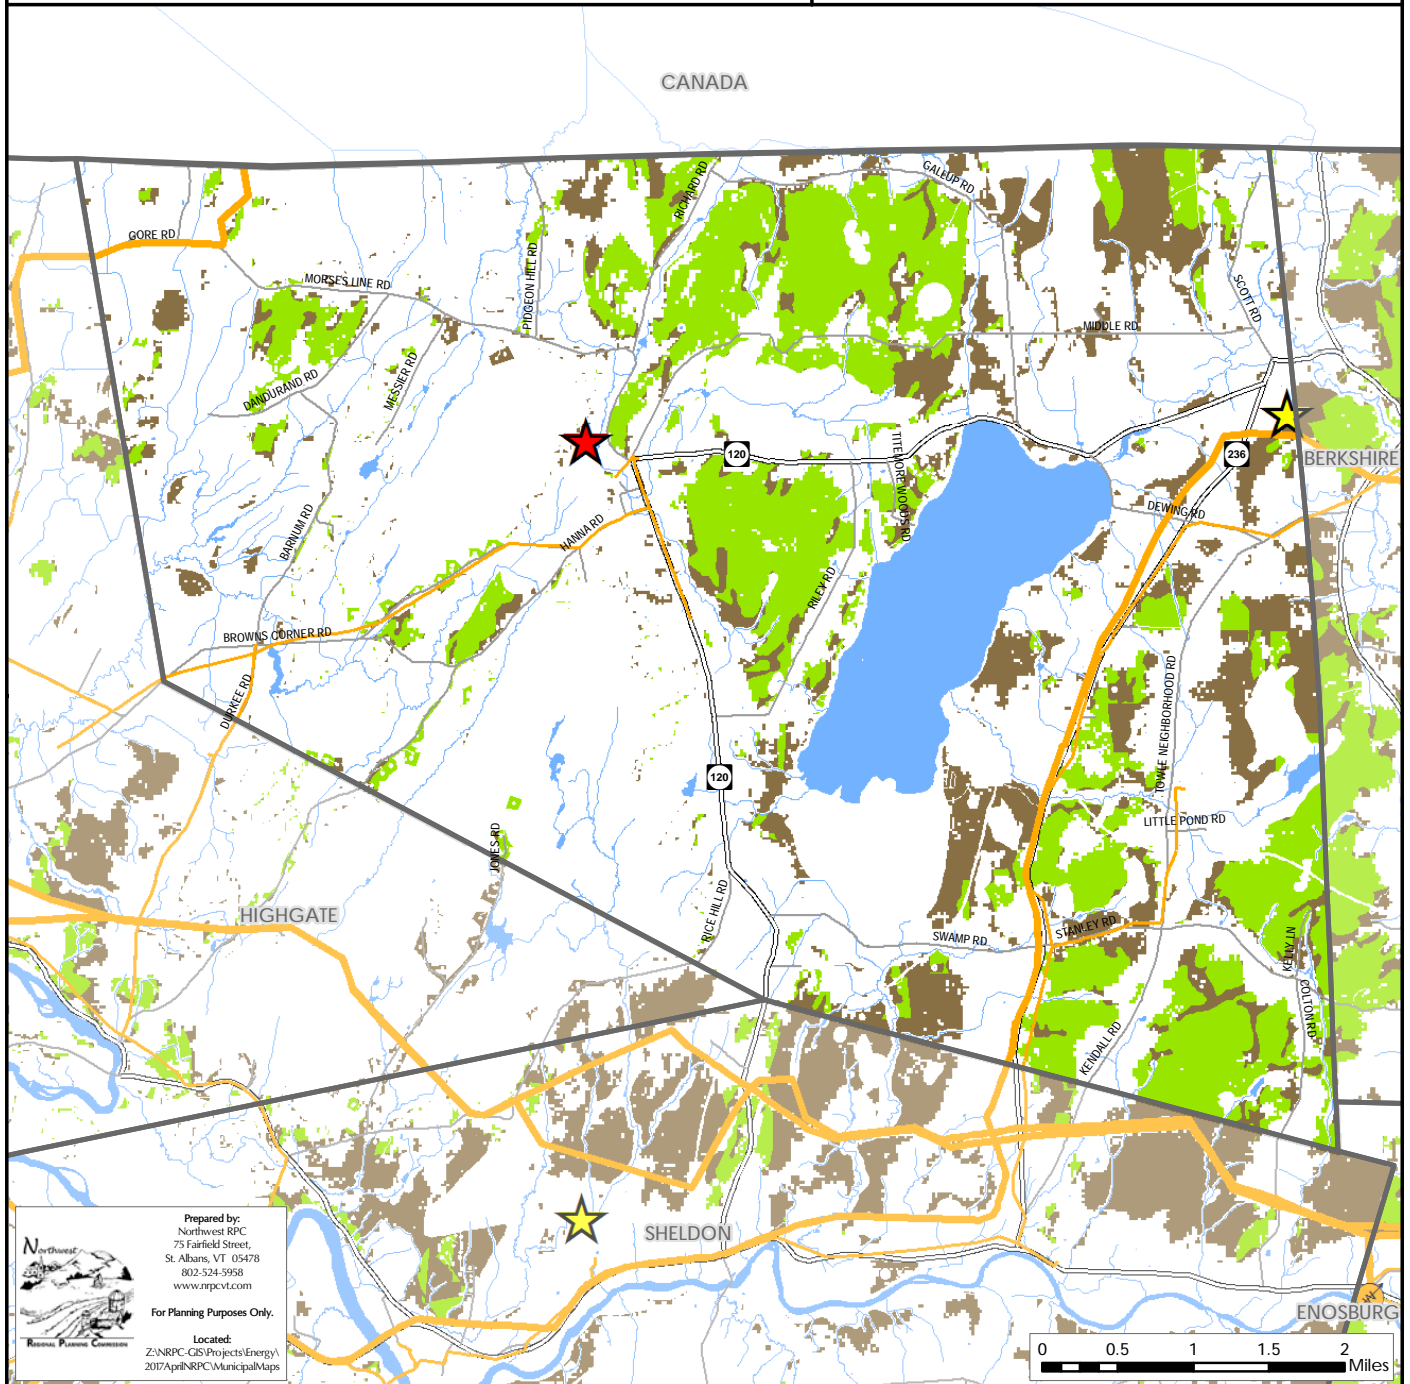 CANADA
RICHARD RD
GALEUP RD
GORE RD
PIDGEON HILL RD
MORSES LINE RD
SCOTT RD
MIDDLE RD
MESSIER RD
DANDURAND RD
120
TITEMORE WOODS RD
236
BERKSHIRE
DEWING RD
HANNA RD
BARNUM RD
RILEY RD
BROWNS CORNER RD
DURKEE RD
TOWLE NEIGHBORHOOD RD
120
LITTLE POND RD
JONES RD
RICE HILL RD
HIGHGATE
STANLEY RD
SWAMP RD
KELLY LN
COLTON RD
KENDALL RD
SHELDON
ENOSBURG
Northwest
REGIONAL PLANNING COMMISSION
Prepared by:
Northwest RPC
75 Fairfield Street,
St. Albans, VT 05478
802-524-5958
www.nrpcvt.com
For Planning Purposes Only.
Located:
Z:\NRPC-GIS\Projects\Energy\
2017AprilNRPC\MunicipalMaps
0 0.5 1 1.5 2
Miles